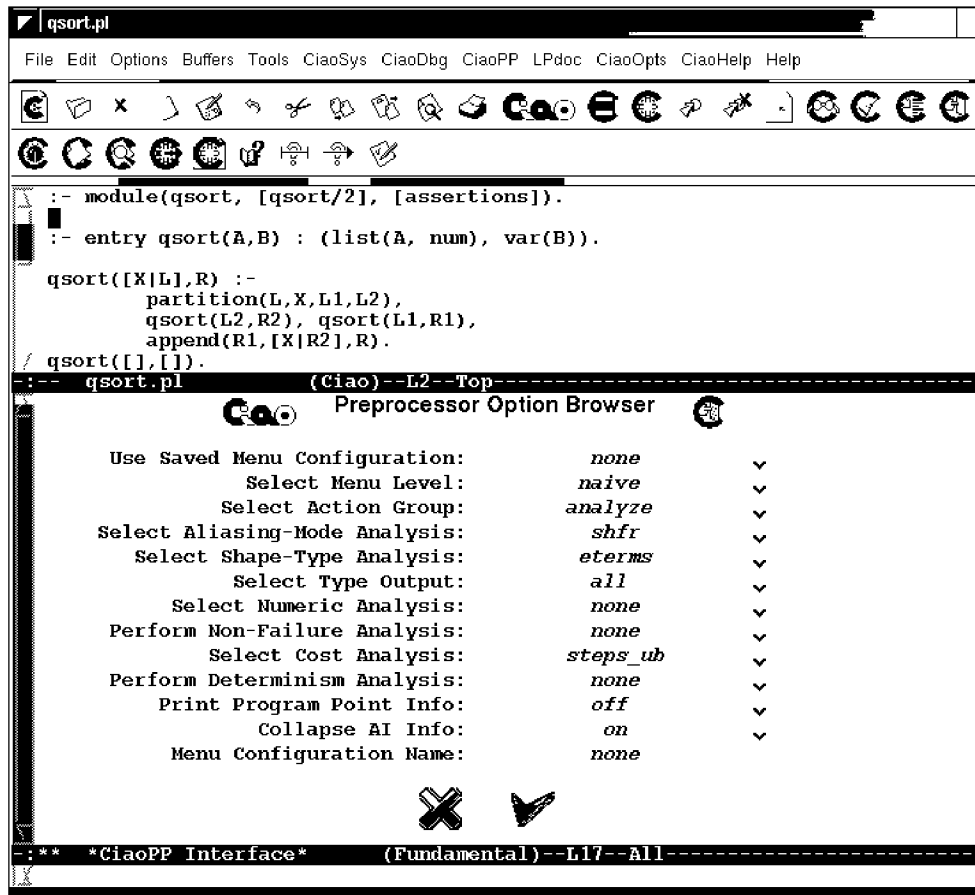 qsort.pl
File Edit Options Buffers Tools CiaoSys CiaoDbg CiaoPP LPdoc CiaoOpts CiaoHelp Help
Ciao
:- module(qsort, [qsort/2], [assertions]).
:- entry qsort(A,B) : (list(A, num), var(B)).
qsort([X|L],R) :-
partition(L,X,L1,L2),
qsort(L2,R2), qsort(L1,R1),
append(R1,[X|R2],R).
qsort([],[]).
-:-- qsort.pl (Ciao)--L2--Top--------------------------------------
Ciao Preprocessor Option Browser
Use Saved Menu Configuration: none
Select Menu Level: naive
Select Action Group: analyze
Select Aliasing-Mode Analysis: shfr
Select Shape-Type Analysis: eterms
Select Type Output: all
Select Numeric Analysis: none
Perform Non-Failure Analysis: none
Select Cost Analysis: steps_ub
Perform Determinism Analysis: none
Print Program Point Info: off
Collapse AI Info: on
Menu Configuration Name: none
-:** *CiaoPP Interface* (Fundamental)--L17--All-------------------------